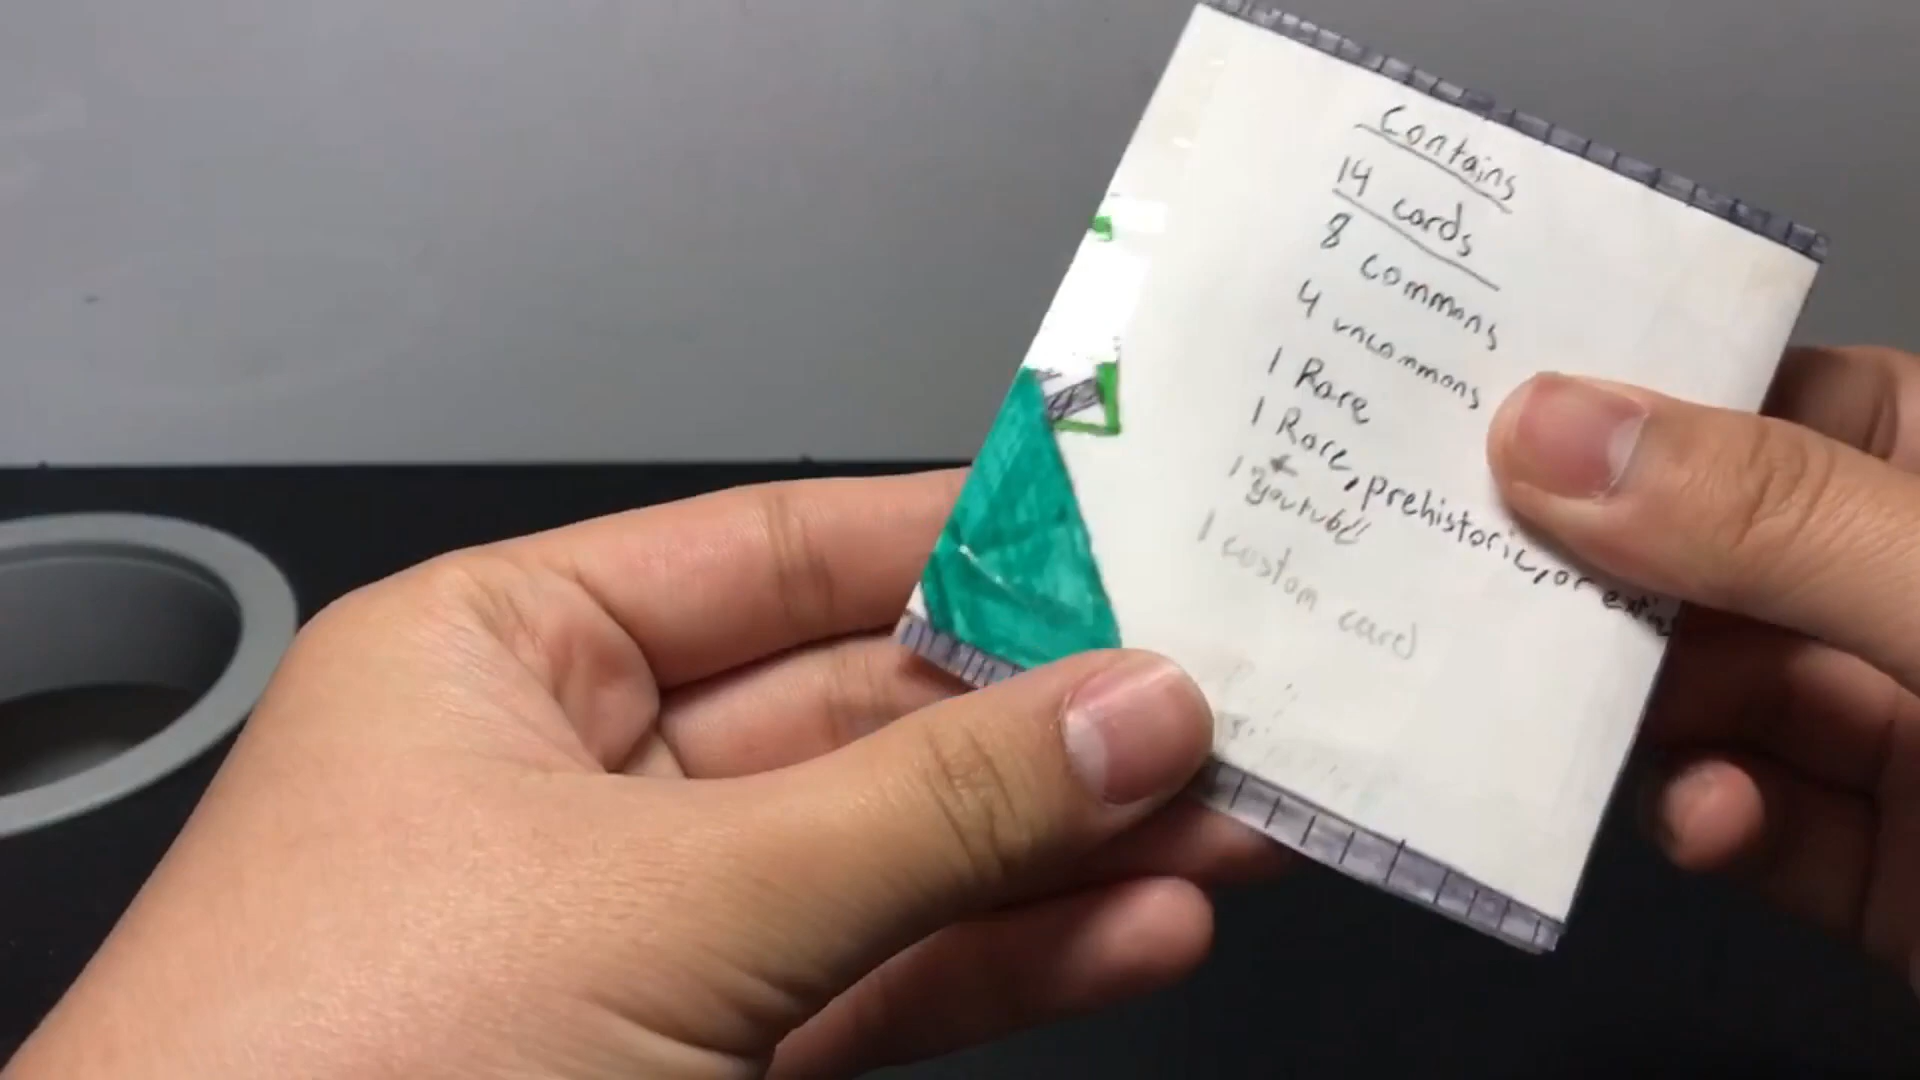 Contains
14 cards
8 commons
4 uncommons
1 Rare
1 Rare, prehistoric, or
1 custom card